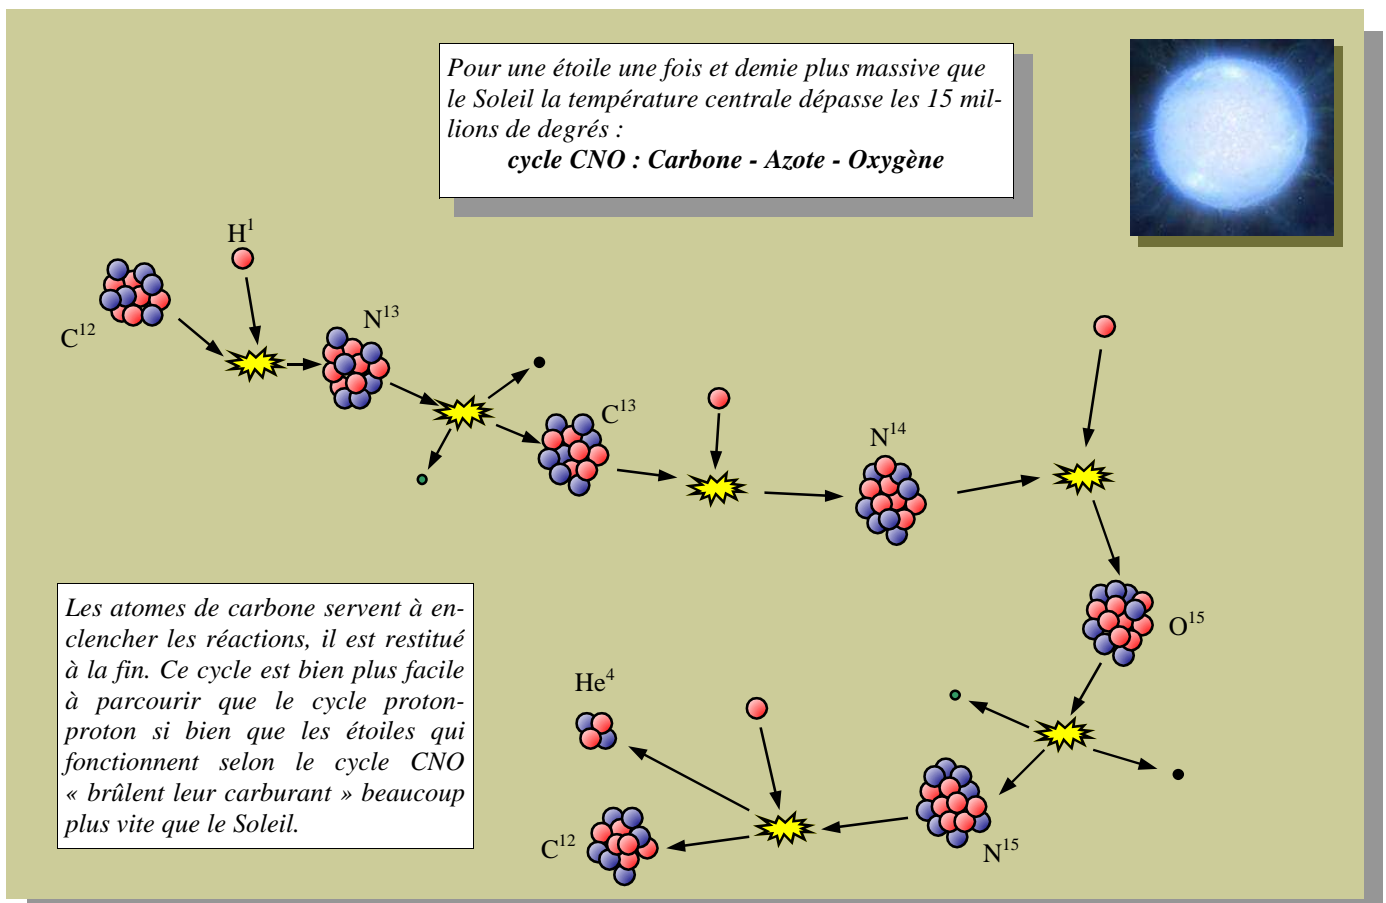 Pour une étoile une fois et demie plus massive que
le Soleil la température centrale dépasse les 15 mil-
lions de degrés :
cycle CNO : Carbone - Azote - Oxygène
H¹
C¹²
N¹³
C¹³
N¹⁴
O¹⁵
Les atomes de carbone servent à en-
clencher les réactions, il est restitué
à la fin. Ce cycle est bien plus facile
à parcourir que le cycle proton-
proton si bien que les étoiles qui
fonctionnent selon le cycle CNO
« brûlent leur carburant » beaucoup
plus vite que le Soleil.
He⁴
C¹²
N¹⁵